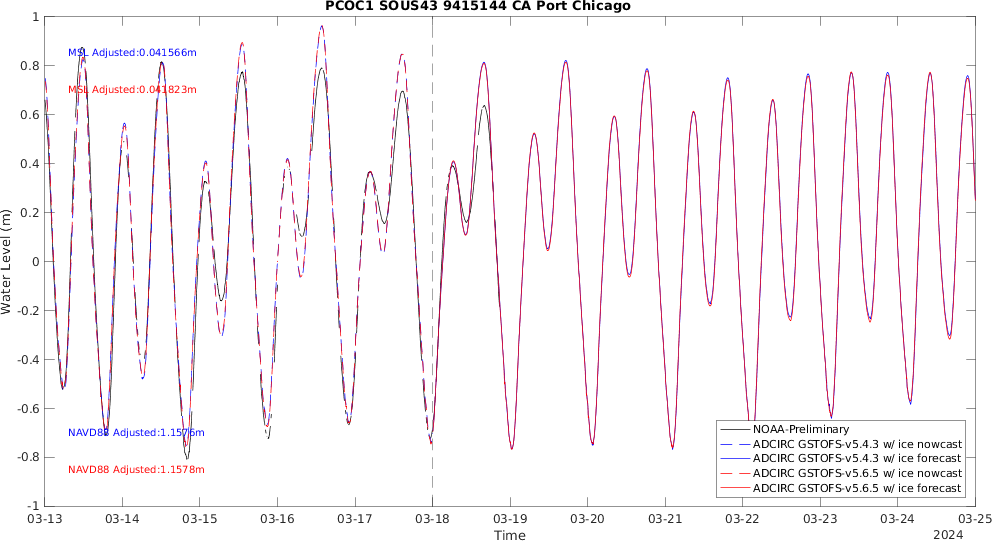 PCOC1 SOUS43 9415144 CA Port Chicago
1
0.8
0.6
0.4
0.2
0
-0.2
-0.4
-0.6
-0.8
-1
Water Level (m)
MSL Adjusted:0.041566m
MSL Adjusted:0.041823m
NAVD88 Adjusted:1.1576m
NAVD88 Adjusted:1.1578m
NOAA-Preliminary
ADCIRC GSTOFS-v5.4.3 w/ ice nowcast
ADCIRC GSTOFS-v5.4.3 w/ ice forecast
ADCIRC GSTOFS-v5.6.5 w/ ice nowcast
ADCIRC GSTOFS-v5.6.5 w/ ice forecast
03-13 03-14 03-15 03-16 03-17 03-18 03-19 03-20 03-21 03-22 03-23 03-24 03-25
Time
2024